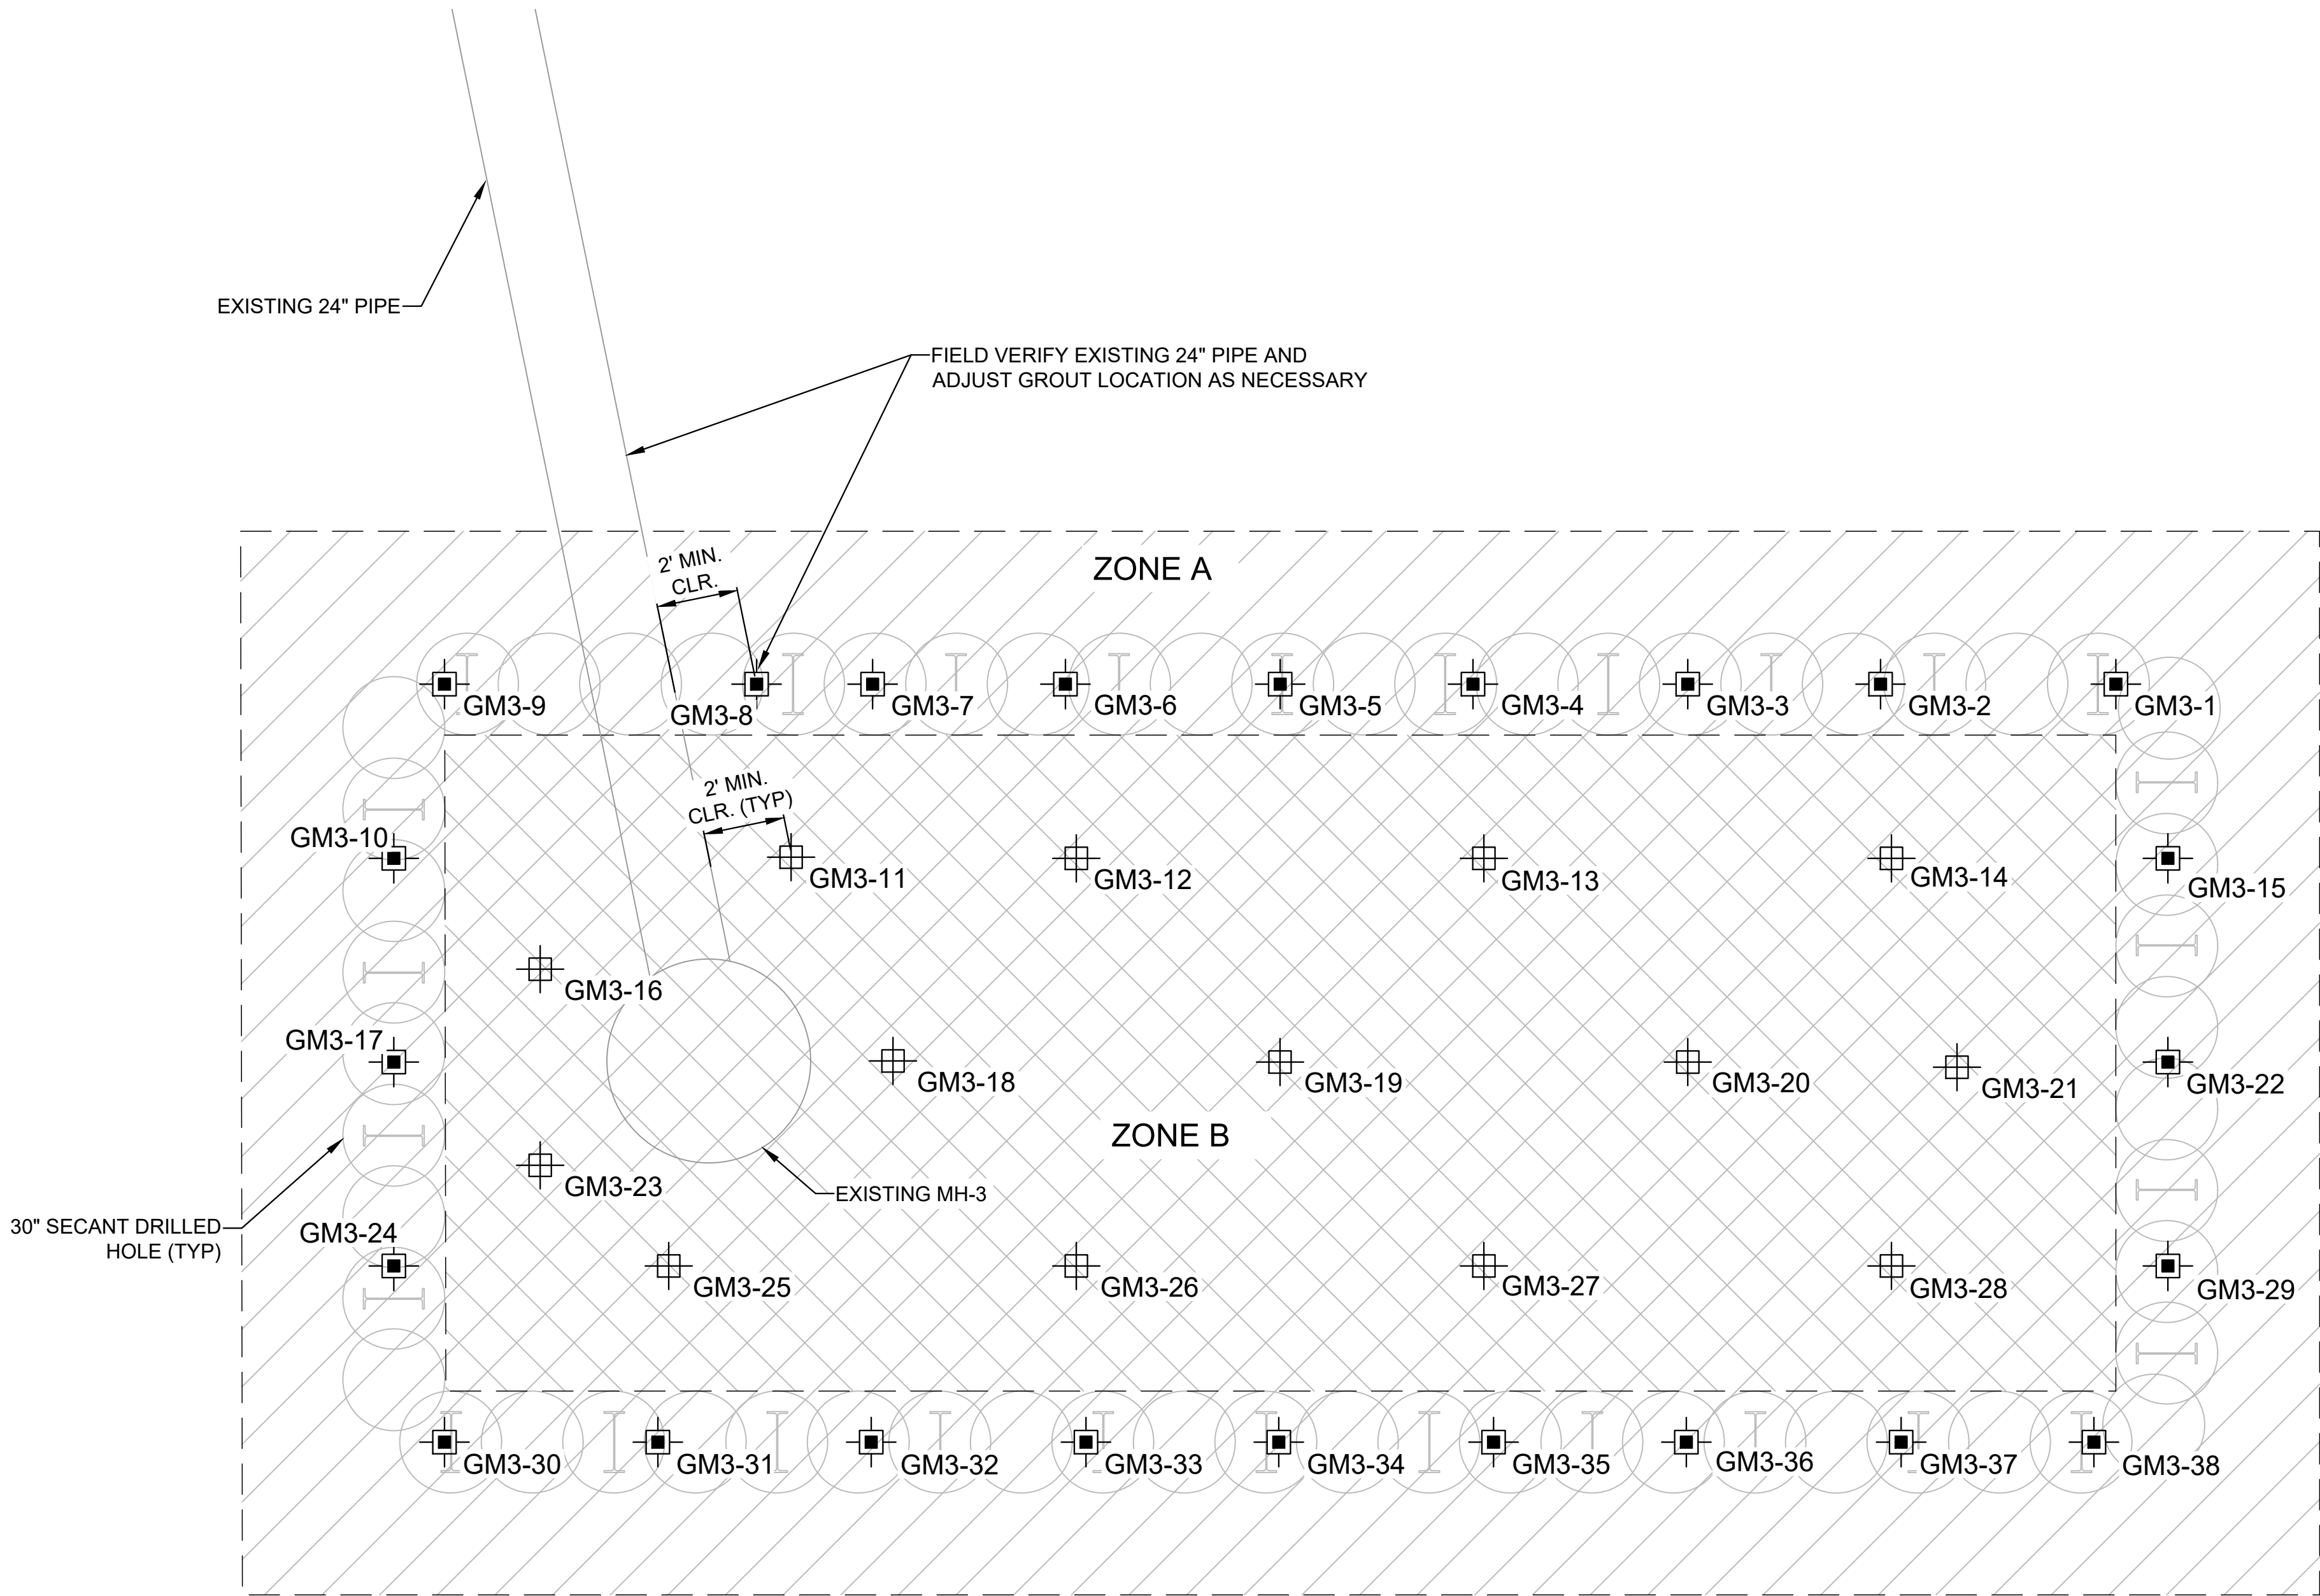 EXISTING 24" PIPE
FIELD VERIFY EXISTING 24" PIPE AND
ADJUST GROUT LOCATION AS NECESSARY
2' MIN.
CLR.
ZONE A
GM3-9
GM3-8
GM3-7
GM3-6
GM3-5
GM3-4
GM3-3
GM3-2
GM3-1
2' MIN.
CLR. (TYP)
GM3-10
GM3-11
GM3-12
GM3-13
GM3-14
GM3-15
GM3-16
GM3-17
GM3-18
GM3-19
GM3-20
GM3-21
GM3-22
ZONE B
GM3-23
EXISTING MH-3
30" SECANT DRILLED
HOLE (TYP)
GM3-24
GM3-25
GM3-26
GM3-27
GM3-28
GM3-29
GM3-30
GM3-31
GM3-32
GM3-33
GM3-34
GM3-35
GM3-36
GM3-37
GM3-38